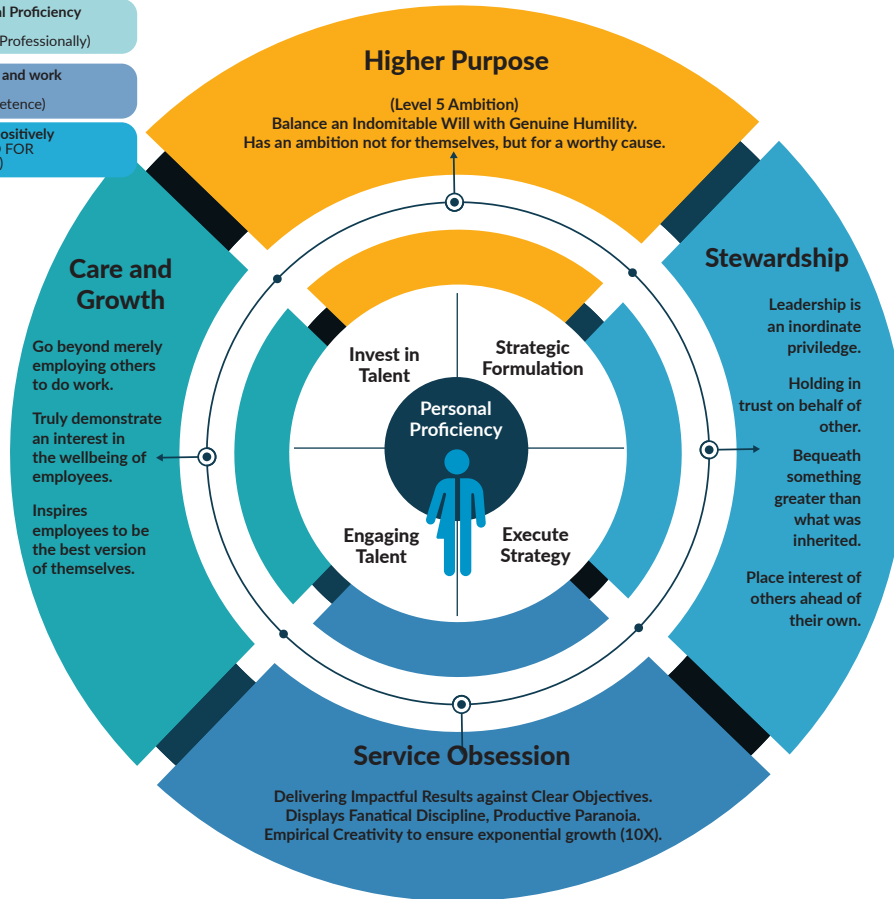 al Proficiency
Professionally)
and work
etence)
ositively
FOR
)
Higher Purpose
(Level 5 Ambition)
Balance an Indomitable Will with Genuine Humility.
Has an ambition not for themselves, but for a worthy cause.
Care and
Growth
Go beyond merely
employing others
to do work.
Truly demonstrate
an interest in
the wellbeing of
employees.
Inspires
employees to be
the best version
of themselves.
Stewardship
Leadership is
an inordinate
priviledge.
Holding in
trust on behalf of
other.
Bequeath
something
greater than
what was
inherited.
Place interest of
others ahead of
their own.
Invest in
Talent
Strategic
Formulation
Personal
Proficiency
Engaging
Talent
Execute
Strategy
Service Obsession
Delivering Impactful Results against Clear Objectives.
Displays Fanatical Discipline, Productive Paranoia.
Empirical Creativity to ensure exponential growth (10X).